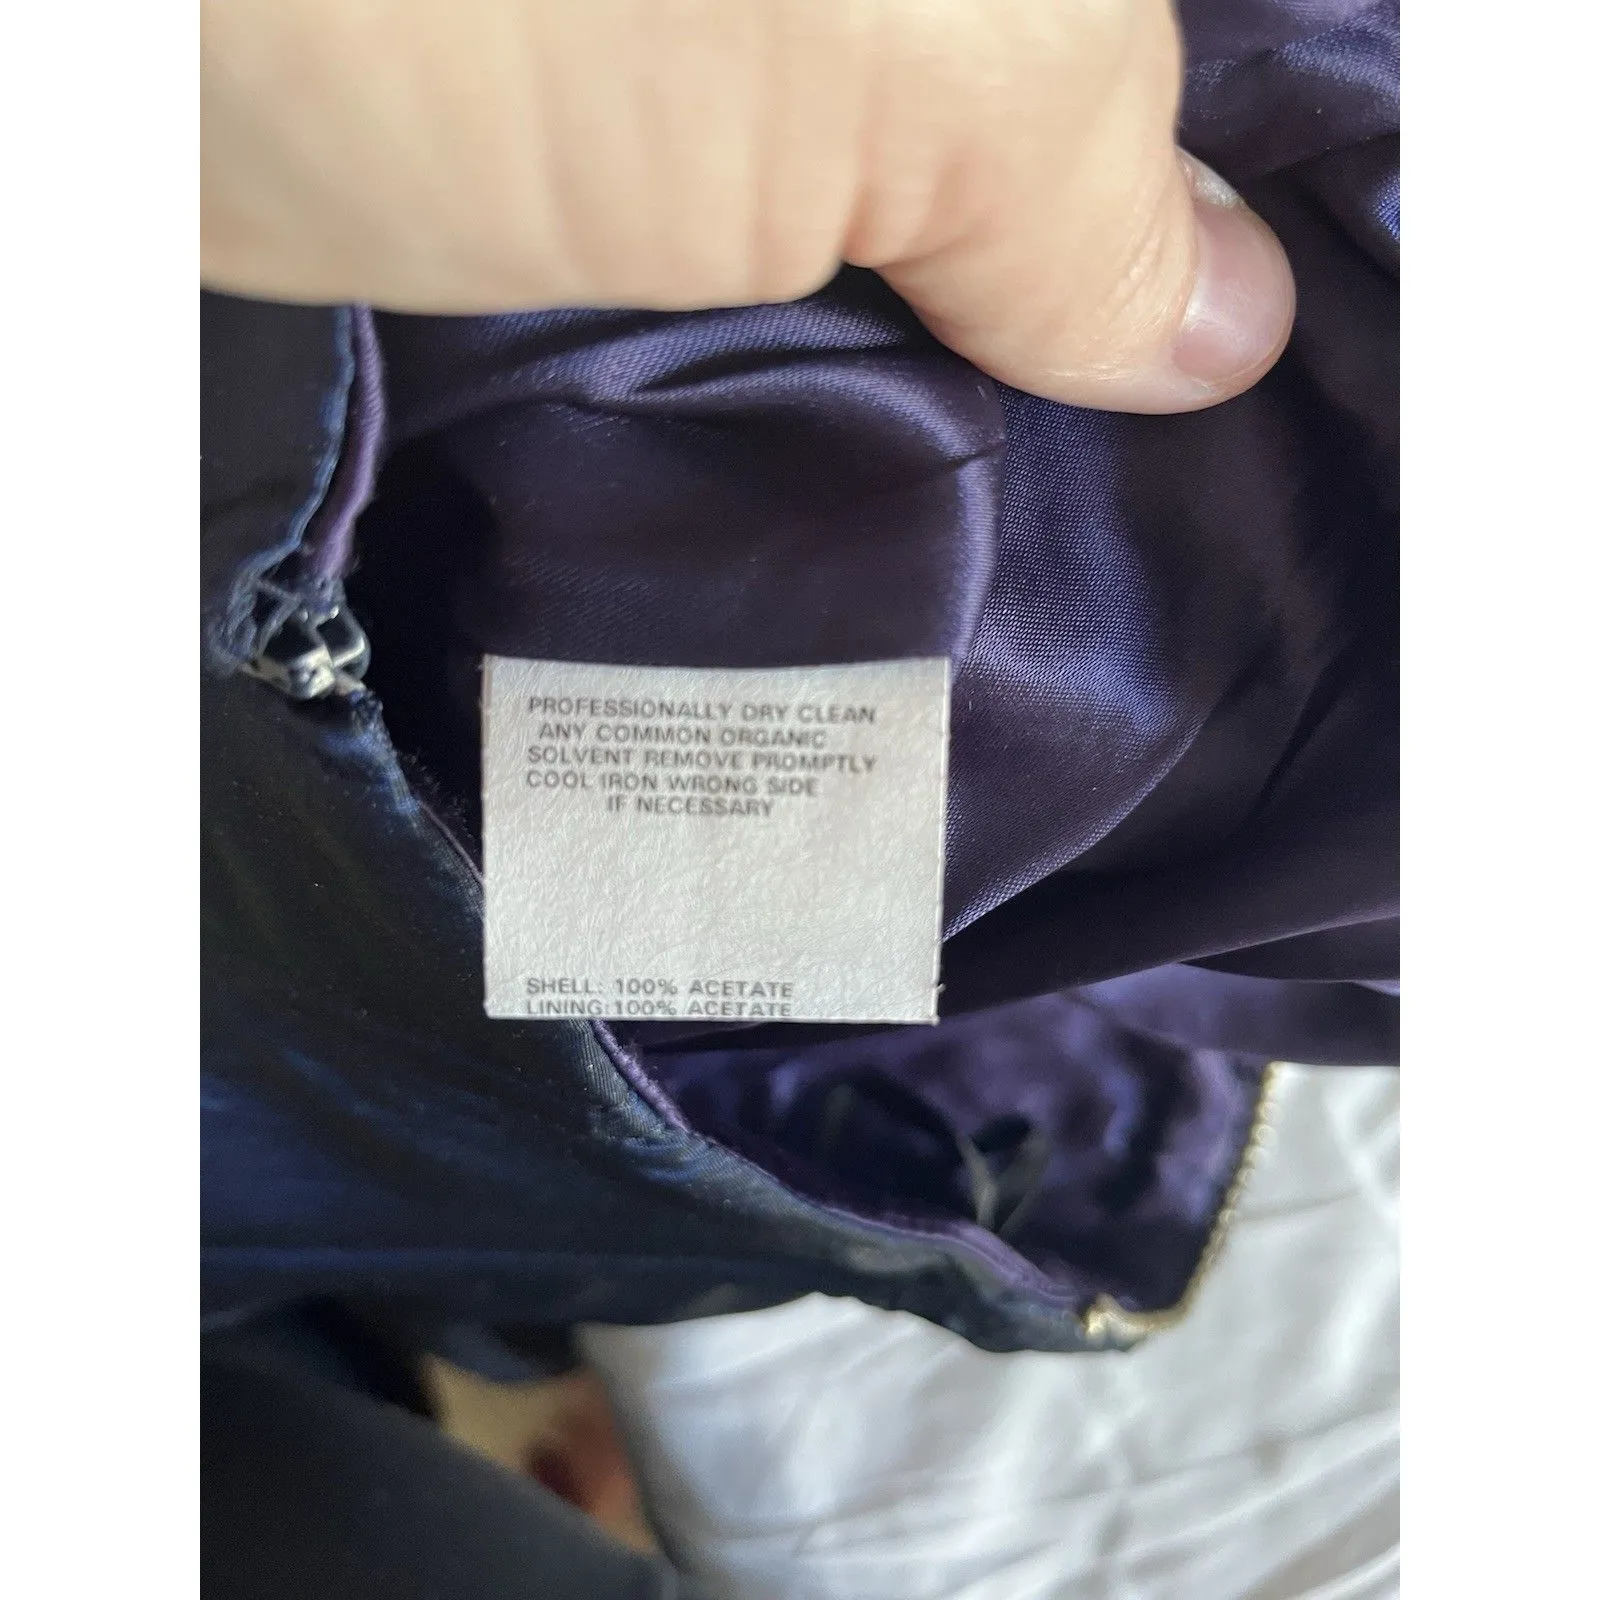 PROFESSIONALLY DRY CLEAN
ANY COMMON ORGANIC
SOLVENT REMOVE PROMPTLY
COOL IRON WRONG SIDE
IF NECESSARY
SHELL: 100% ACETATE
LINING:100% ACETATE